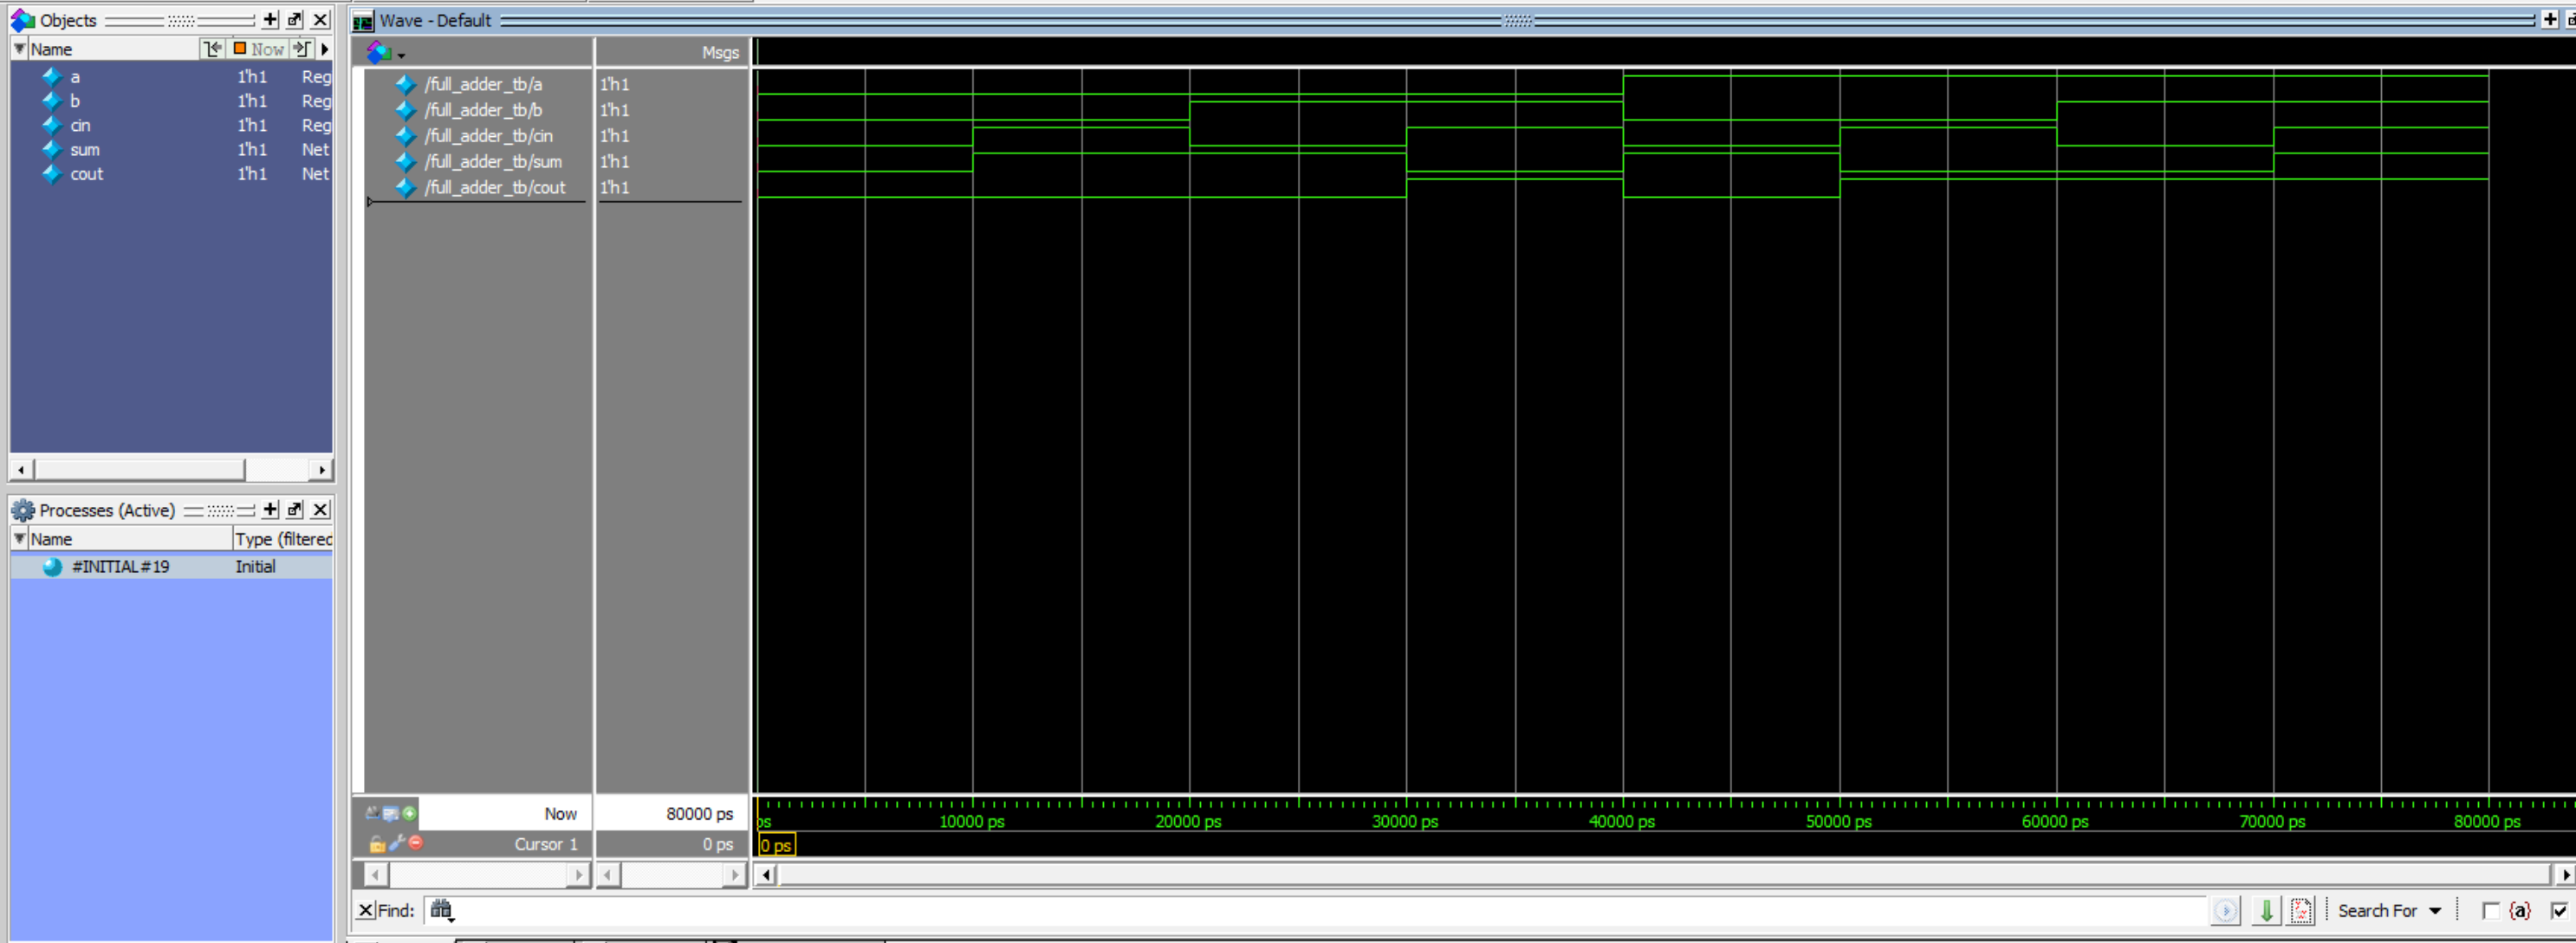 Objects
Name Now
a 1'h1 Reg
b 1'h1 Reg
cin 1'h1 Reg
sum 1'h1 Net
cout 1'h1 Net
Processes (Active)
Name Type (filtered
#INITIAL#19 Initial
Wave - Default
Msgs
/full_adder_tb/a 1'h1
/full_adder_tb/b 1'h1
/full_adder_tb/cin 1'h1
/full_adder_tb/sum 1'h1
/full_adder_tb/cout 1'h1
Now 80000 ps
ps 10000 ps 20000 ps 30000 ps 40000 ps 50000 ps 60000 ps 70000 ps 80000 ps
Cursor 1 0 ps 0 ps
Find: Search For {a}